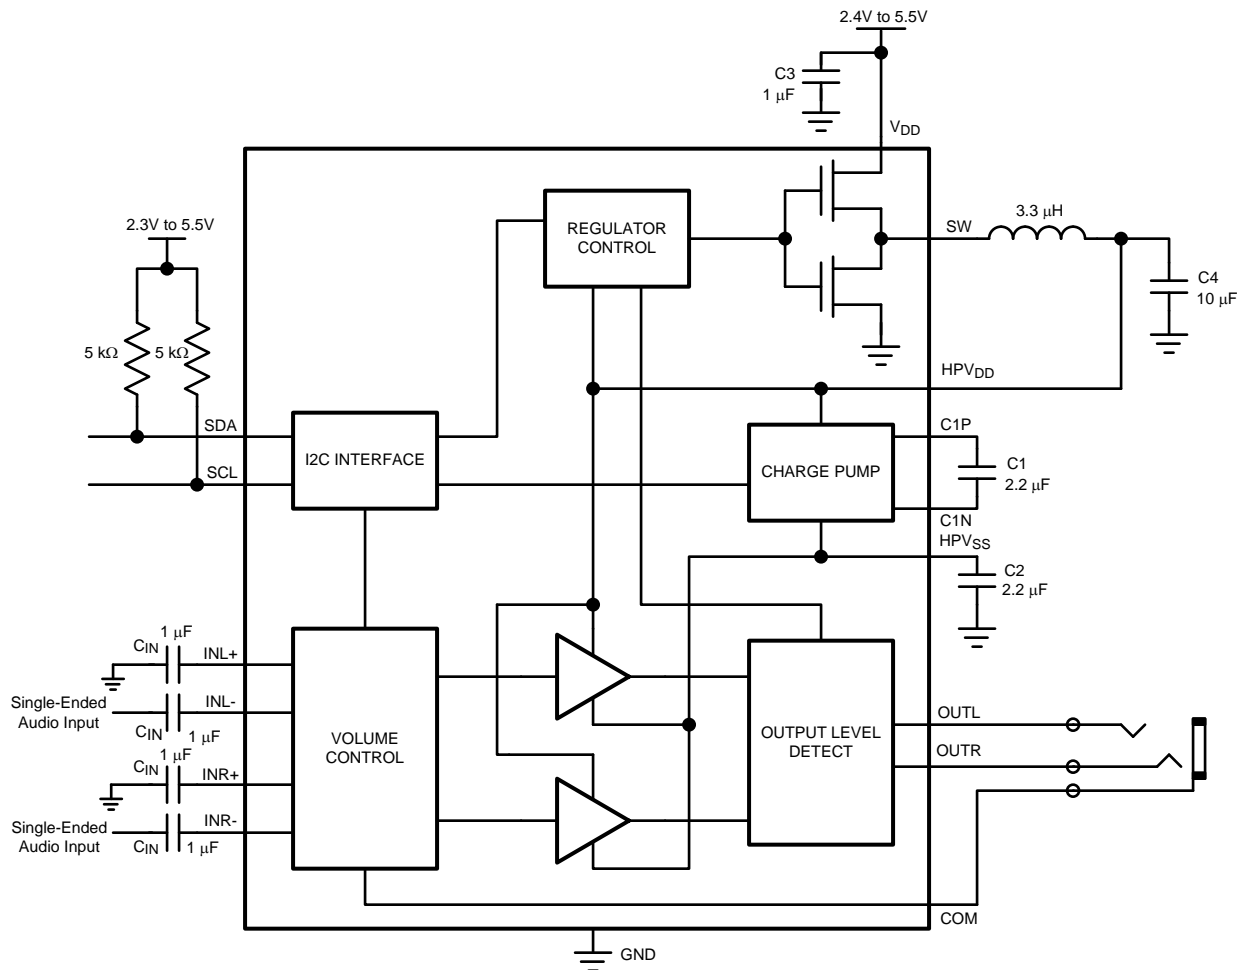 2.4V to 5.5V
C3
1 µF
VDD
2.3V to 5.5V
REGULATOR
CONTROL
SW
3.3 µH
C4
10 µF
5 kΩ
5 kΩ
HPVDD
SDA
I2C INTERFACE
SCL
C1P
CHARGE PUMP
C1
2.2 µF
C1N
HPVSS
C2
2.2 µF
CIN
1 µF
INL+
Single-Ended
Audio Input
INL-
CIN
1 µF
VOLUME
CONTROL
OUTPUT LEVEL
DETECT
OUTL
OUTR
CIN
1 µF
INR+
Single-Ended
Audio Input
INR-
CIN
1 µF
COM
GND